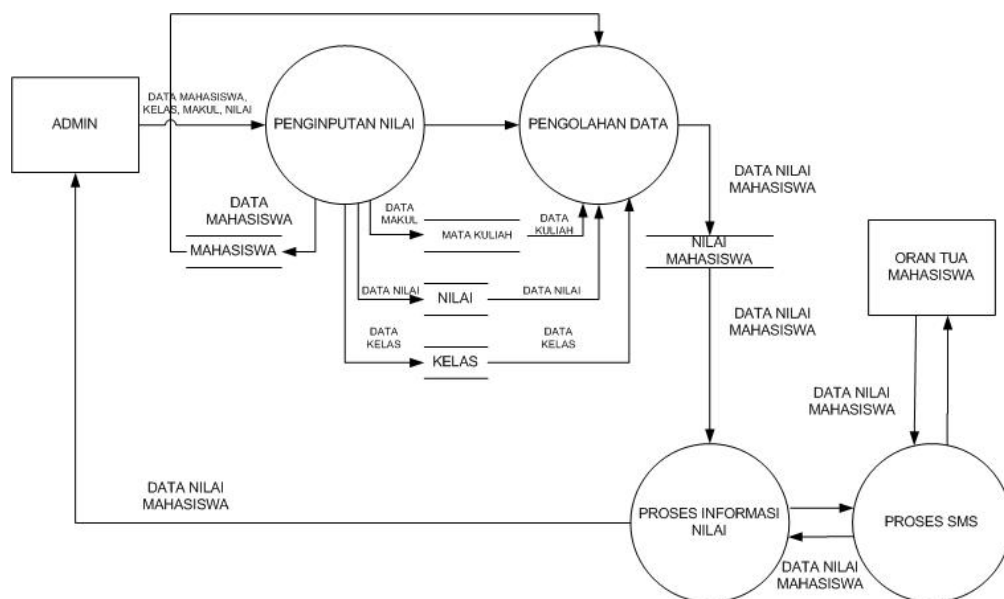 ADMIN
DATA MAHASISWA,
KELAS, MAKUL, NILAI
PENGINPUTAN NILAI
PENGOLAHAN DATA
DATA NILAI
MAHASISWA
DATA
MAHASISWA
MAHASISWA
DATA
MAKUL
MATA KULIAH
DATA
KULIAH
NILAI
MAHASISWA
ORAN TUA
MAHASISWA
DATA NILAI
NILAI
DATA NILAI
DATA NILAI
MAHASISWA
DATA
KELAS
KELAS
DATA
KELAS
DATA NILAI
MAHASISWA
DATA NILAI
MAHASISWA
PROSES INFORMASI
NILAI
PROSES SMS
DATA NILAI
MAHASISWA